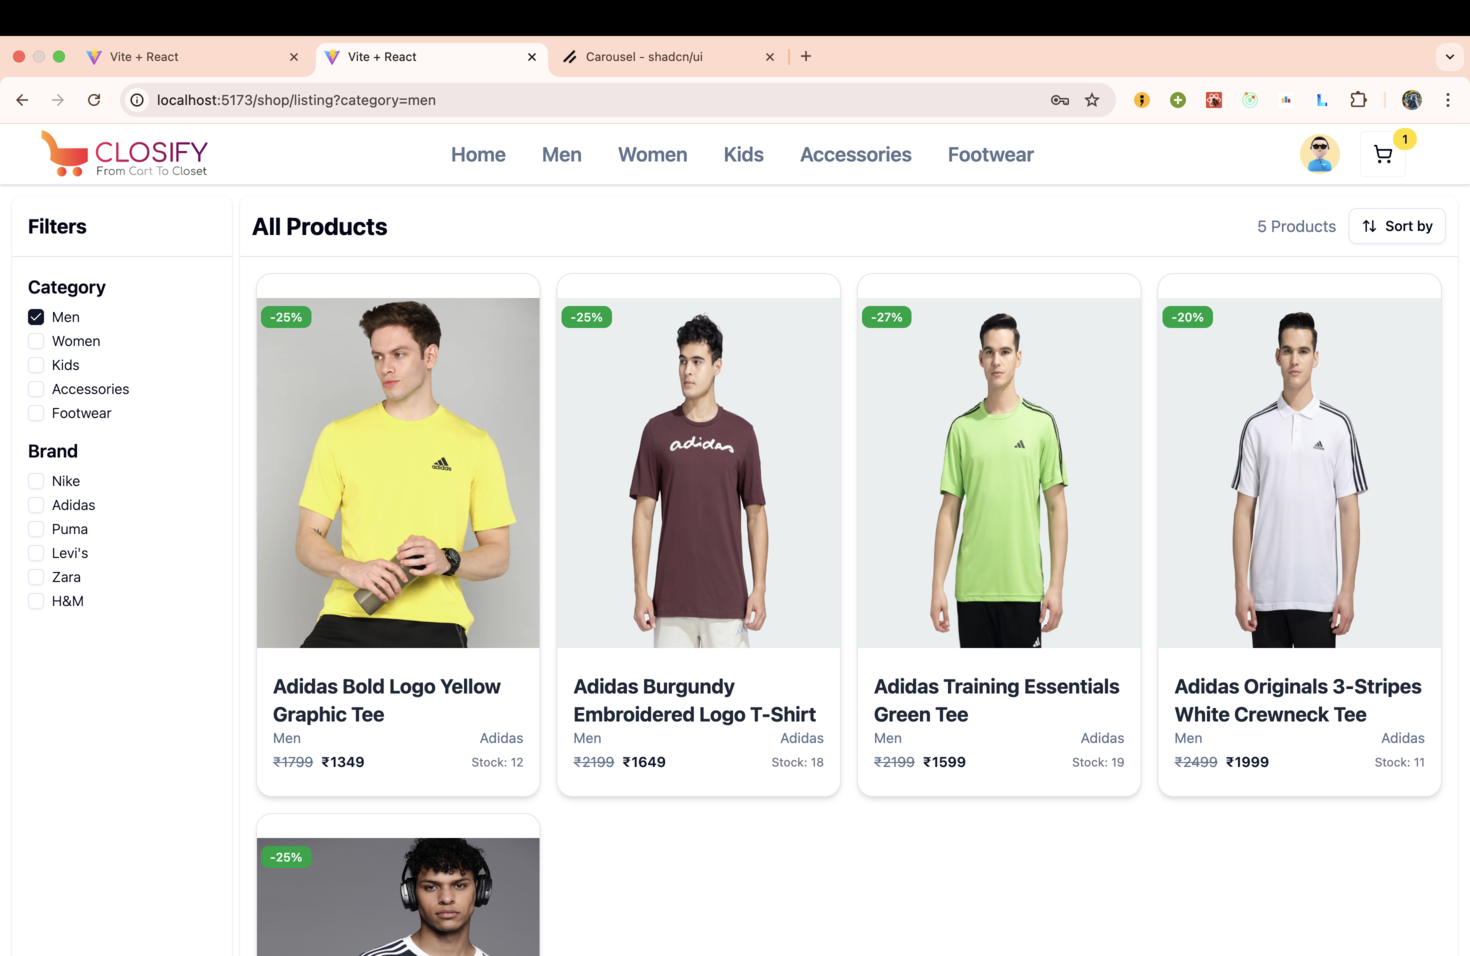 Vite + React
Vite + React
Carousel - shadcn/ui
localhost:5173/shop/listing?category=men
CLOSIFY
From Cart To Closet
Home
Men
Women
Kids
Accessories
Footwear
1
Filters
Category
Men
Women
Kids
Accessories
Footwear
Brand
Nike
Adidas
Puma
Levi's
Zara
H&M
All Products
5 Products
Sort by
-25%
adidas
Adidas Bold Logo Yellow
Graphic Tee
Men
Adidas
₹1799 ₹1349
Stock: 12
-25%
adidas
Adidas Burgundy
Embroidered Logo T-Shirt
Men
Adidas
₹2199 ₹1649
Stock: 18
-27%
Adidas Training Essentials
Green Tee
Men
Adidas
₹2199 ₹1599
Stock: 19
-20%
Adidas Originals 3-Stripes
White Crewneck Tee
Men
Adidas
₹2499 ₹1999
Stock: 11
-25%